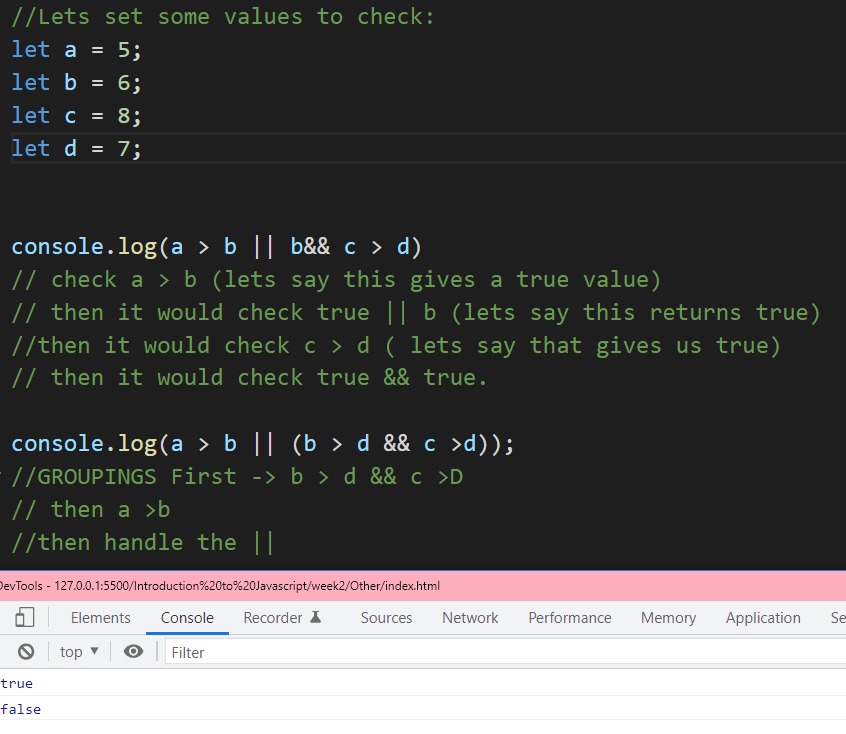 //Lets set some values to check:
let a = 5;
let b = 6;
let c = 8;
let d = 7;
console.log(a > b || b&& c > d)
// check a > b (lets say this gives a true value)
// then it would check true || b (lets say this returns true)
//then it would check c > d ( lets say that gives us true)
// then it would check true && true.
console.log(a > b || (b > d && c >d));
//GROUPINGS First -> b > d && c >D
// then a >b
//then handle the ||
DevTools - 127.0.0.1:5500/Introduction%20to%20Javascript/week2/Other/index.html
Elements Console Recorder Sources Network Performance Memory Application Se
top Filter
true
false